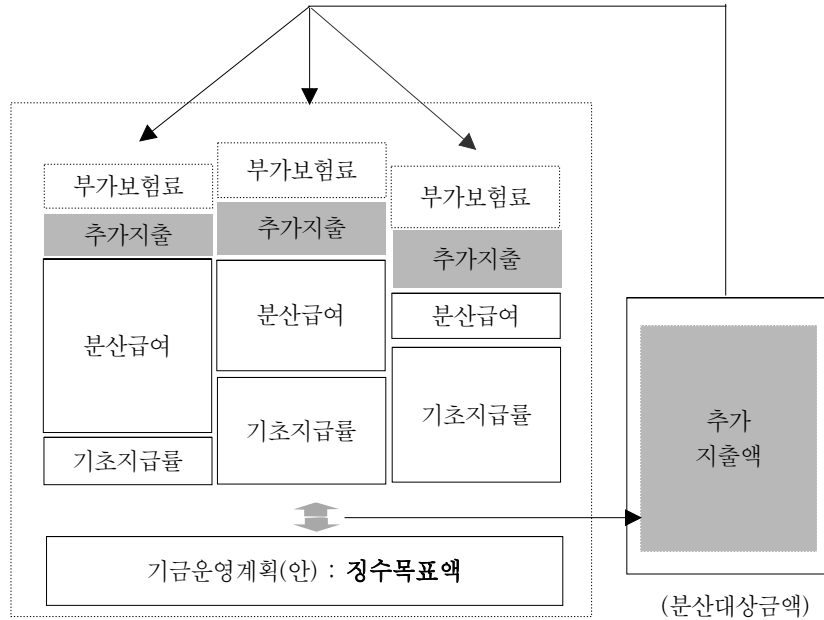 부가보험료
추가지출
분산급여
기초지급률
부가보험료
추가지출
분산급여
기초지급률
부가보험료
추가지출
분산급여
기초지급률
기금운영계획(안) : 징수목표액
추가
지출액
(분산대상금액)